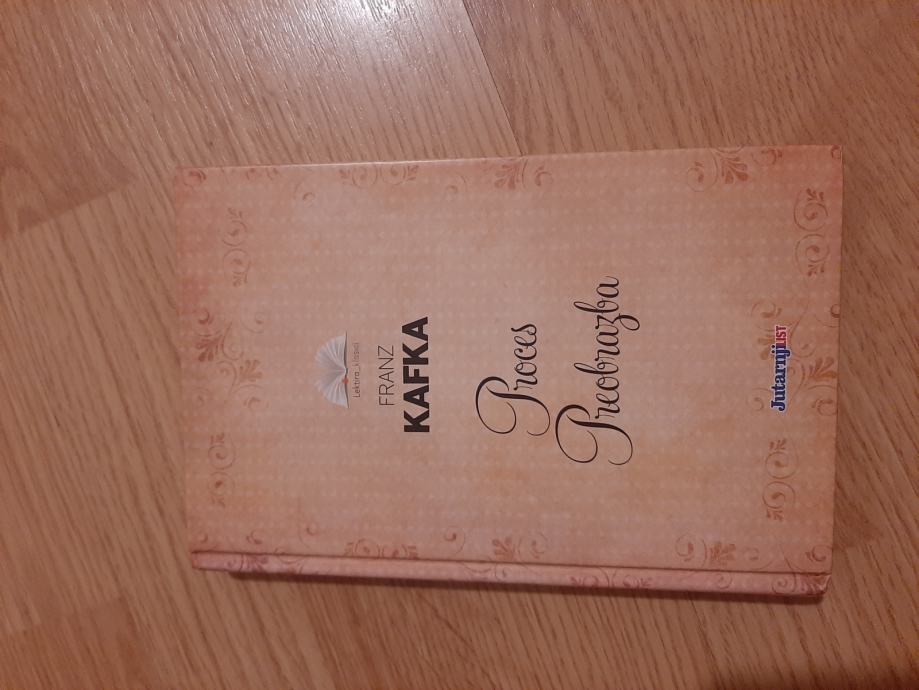 Lektira_klasici
FRANZ
KAFKA
Proces
Preobrazba
Jutarnji LIST